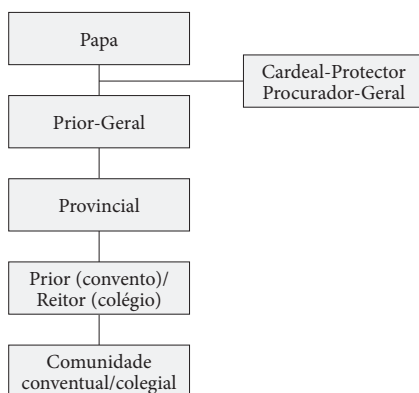 Papa
Cardeal-Protector
Procurador-Geral
Prior-Geral
Provincial
Prior (convento)/
Reitor (colégio)
Comunidade
conventual/colegial